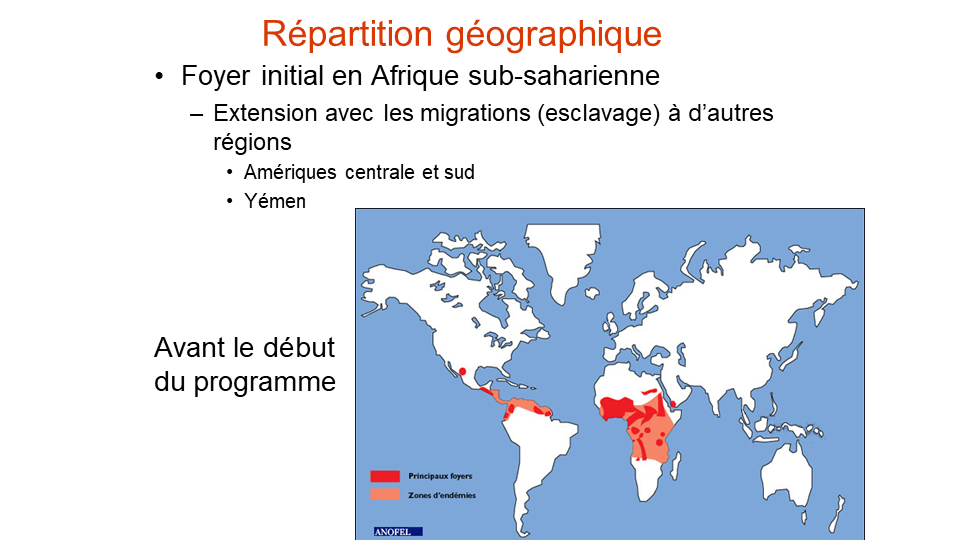 Répartition géographique
• Foyer initial en Afrique sub-saharienne
– Extension avec les migrations (esclavage) à d’autres
régions
• Amériques centrale et sud
• Yémen
Avant le début
du programme
Principaux foyers
Zones d'endémies
ANOFEL